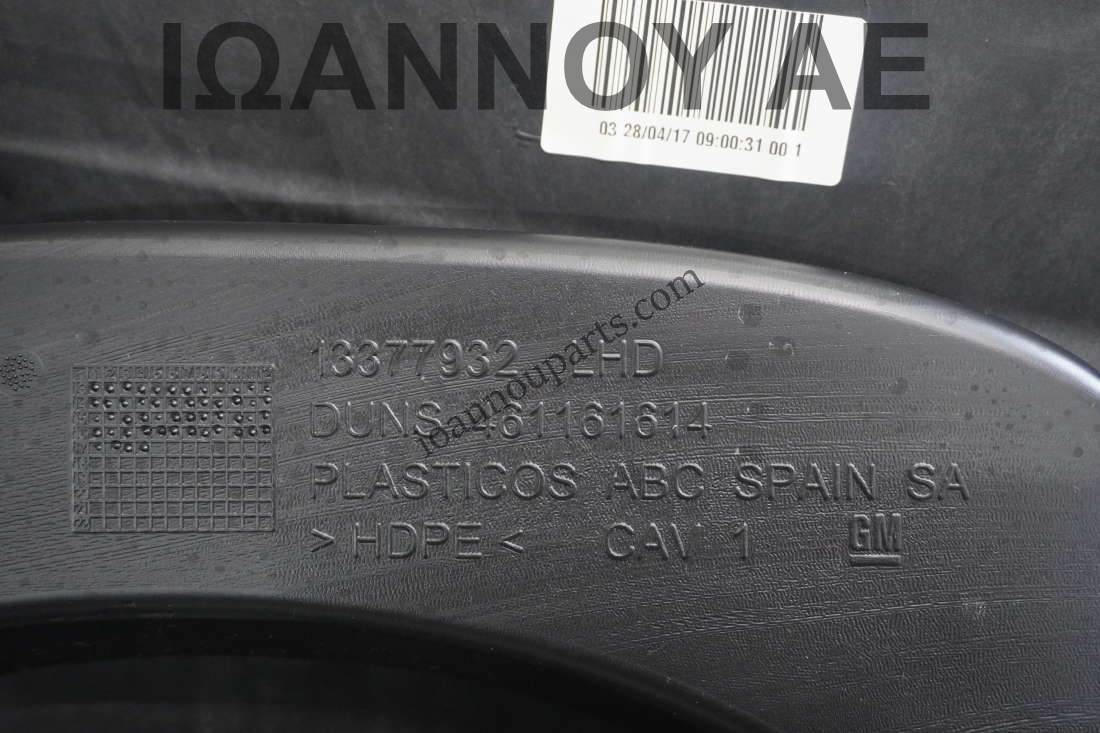 ΙΩΑΝΝΟΥ ΑΕ
03 28/04/17 09:00:31 00 1
13377932 LHD
DUNS 461161614
PLASTICOS ABC SPAIN SA
>HDPE< CAV 1 GM
ioannouparts.com